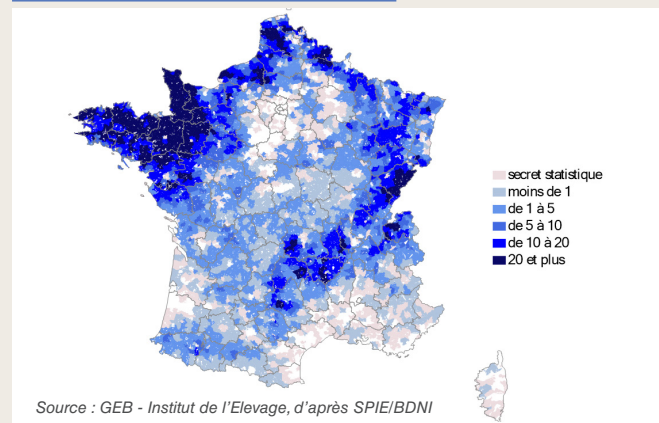 secret statistique
moins de 1
de 1 à 5
de 5 à 10
de 10 à 20
20 et plus
Source : GEB - Institut de l'Elevage, d'après SPIE/BDNI